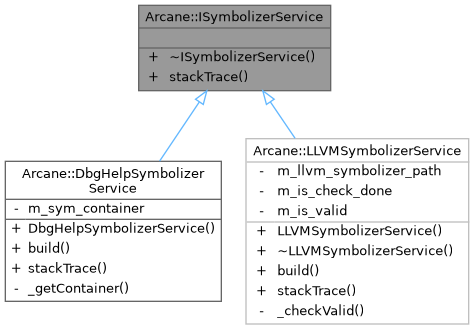 Arcane::ISymbolizerService
+ ~ISymbolizerService()
+ stackTrace()
Arcane::DbgHelpSymbolizer
Service
- m_sym_container
+ DbgHelpSymbolizerService()
+ build()
+ stackTrace()
- _getContainer()
Arcane::LLVMSymbolizerService
- m_llvm_symbolizer_path
- m_is_check_done
- m_is_valid
+ LLVMSymbolizerService()
+ ~LLVMSymbolizerService()
+ build()
+ stackTrace()
- _checkValid()